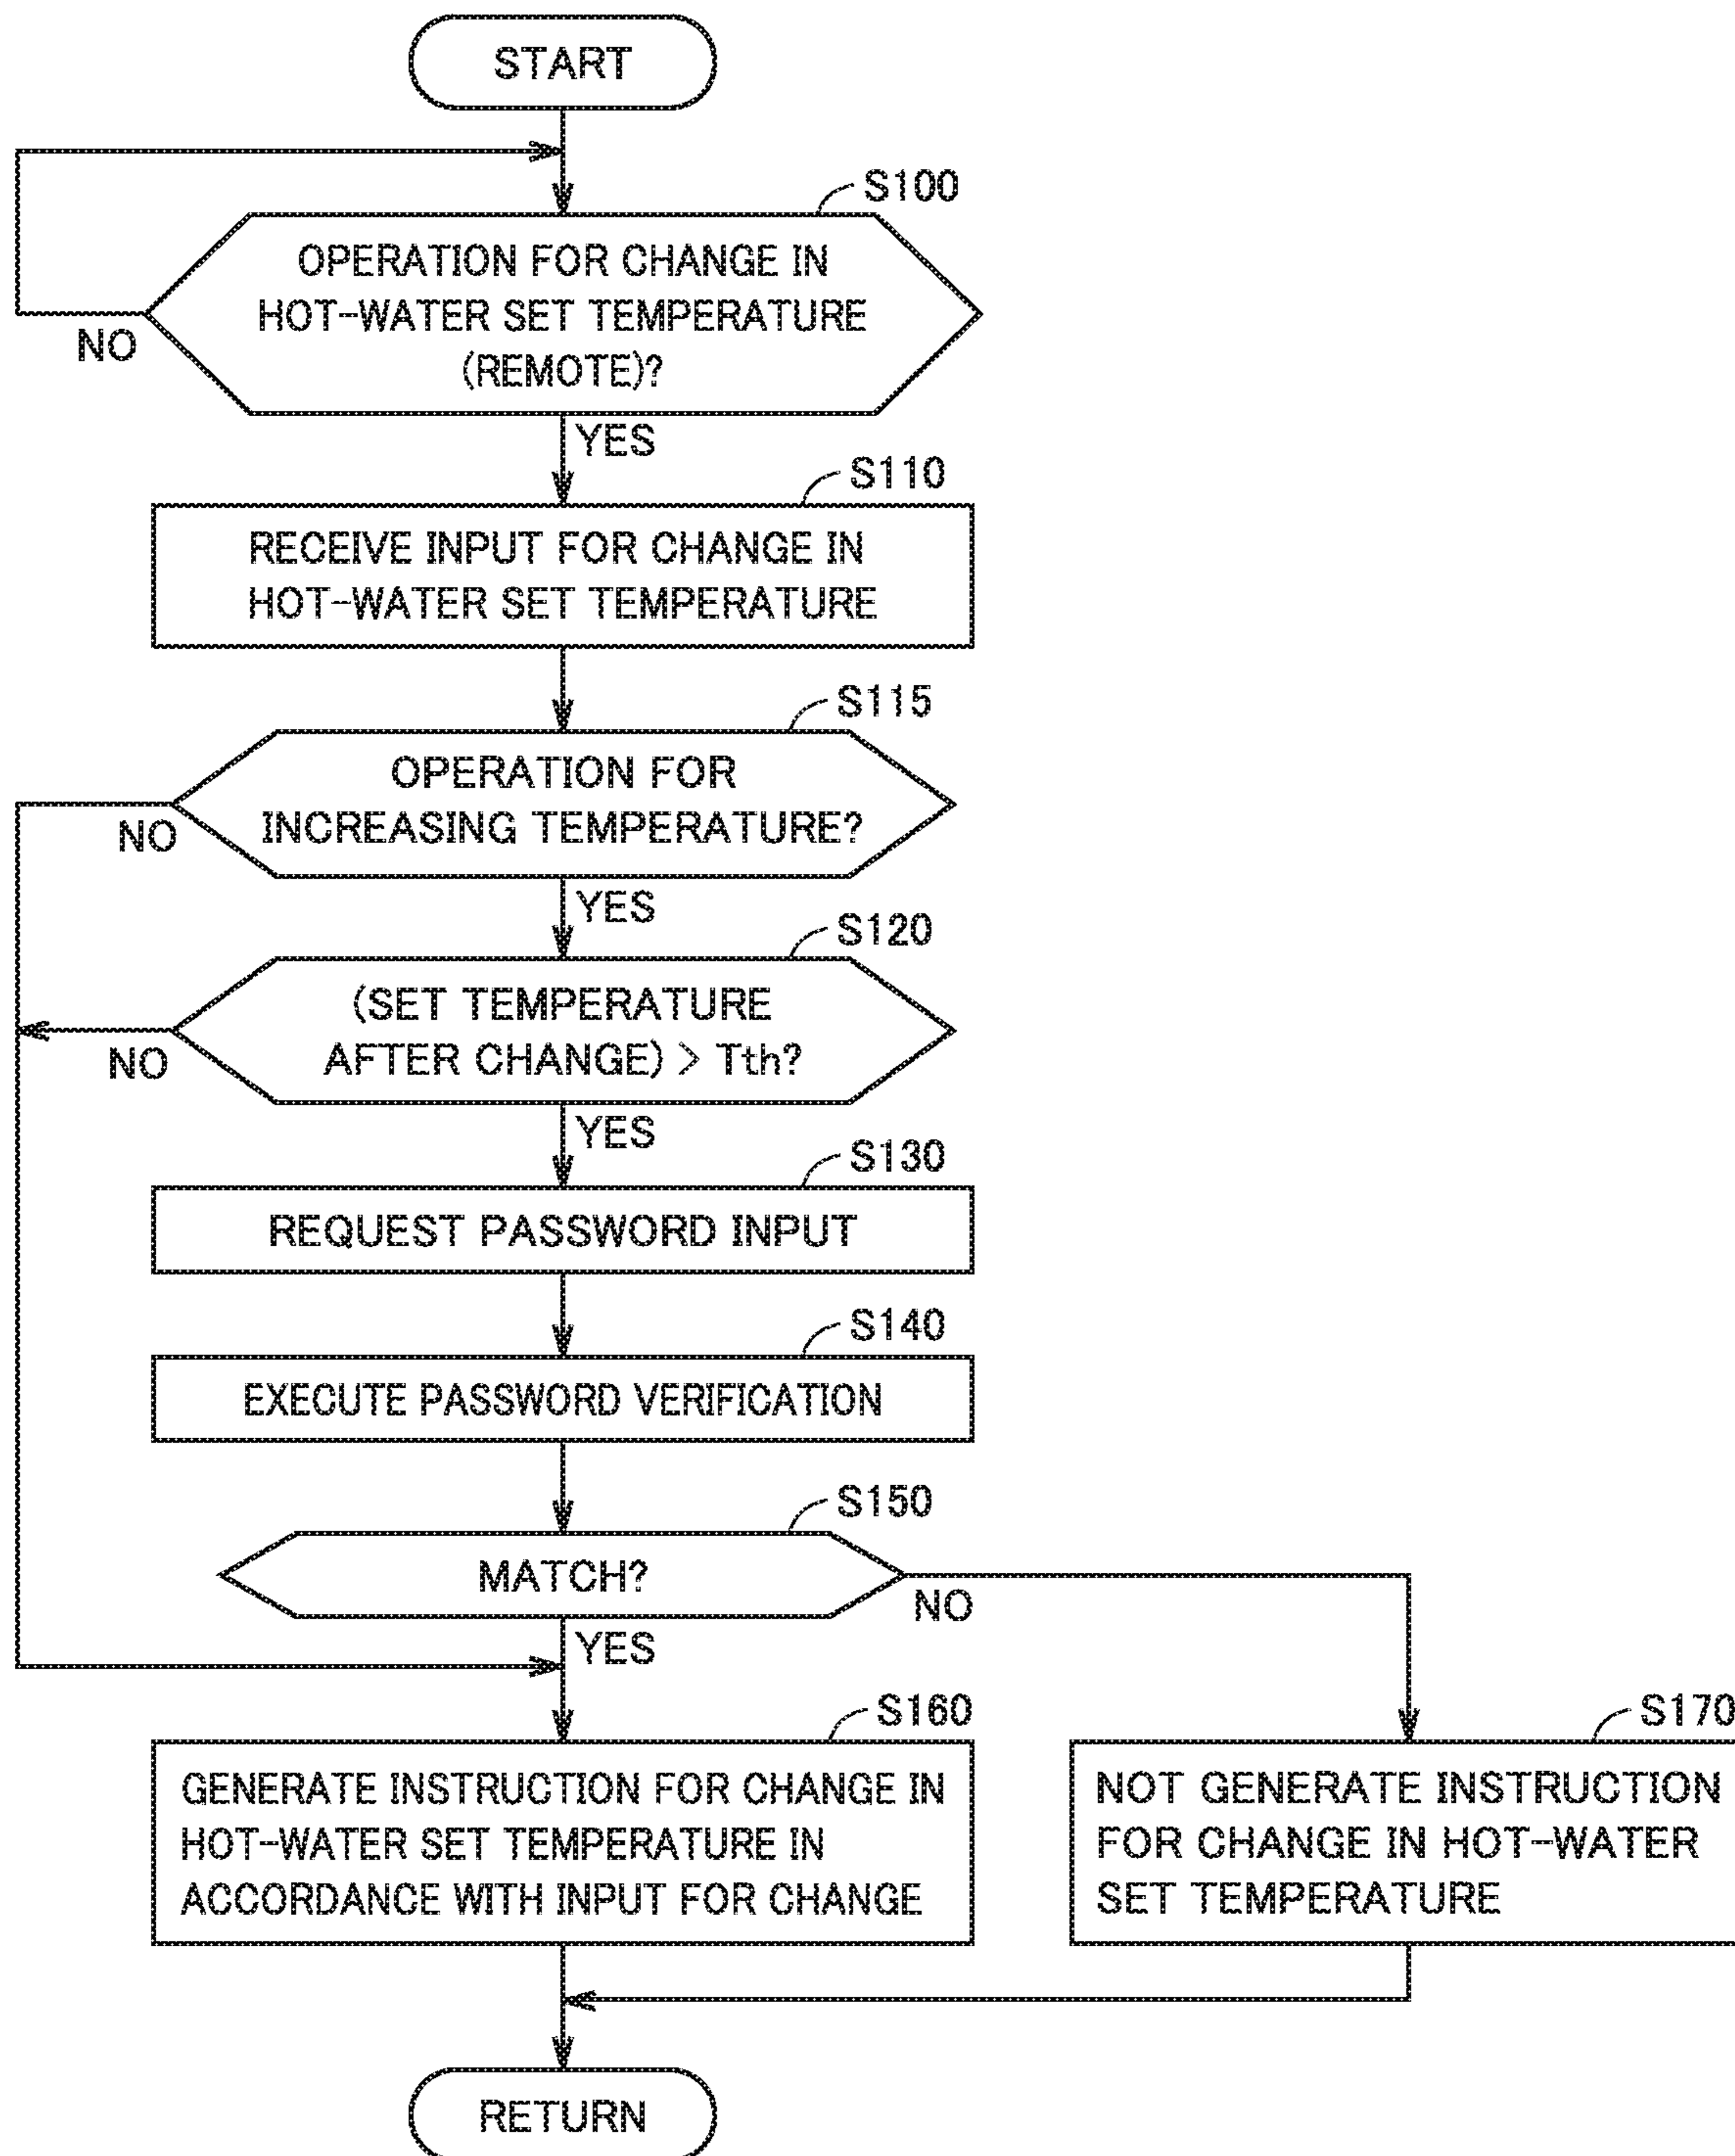 START
S100
OPERATION FOR CHANGE IN
HOT-WATER SET TEMPERATURE
(REMOTE)?
NO
YES
S110
RECEIVE INPUT FOR CHANGE IN
HOT-WATER SET TEMPERATURE
S115
OPERATION FOR
INCREASING TEMPERATURE?
NO
YES
S120
(SET TEMPERATURE
AFTER CHANGE) > Tth?
NO
YES
S130
REQUEST PASSWORD INPUT
S140
EXECUTE PASSWORD VERIFICATION
S150
MATCH?
NO
YES
S160
GENERATE INSTRUCTION FOR CHANGE IN
HOT-WATER SET TEMPERATURE IN
ACCORDANCE WITH INPUT FOR CHANGE
S170
NOT GENERATE INSTRUCTION
FOR CHANGE IN HOT-WATER
SET TEMPERATURE
RETURN